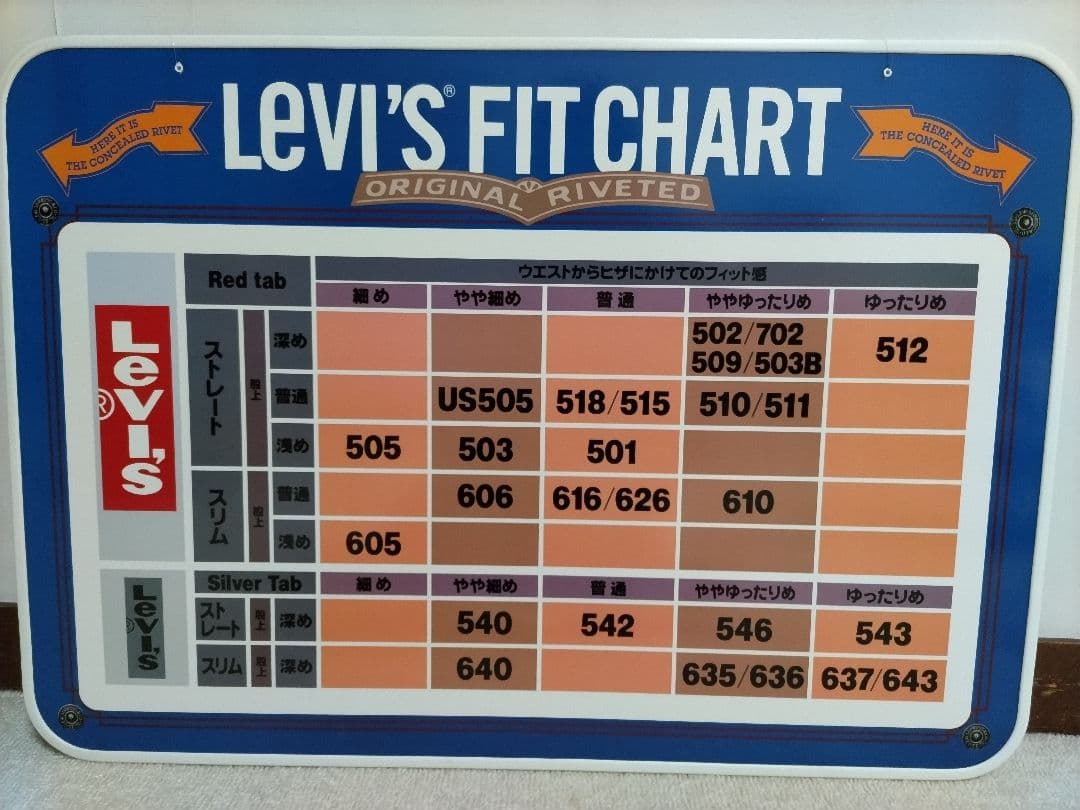 LEVI'S® FIT CHART
HERE IT IS
THE CONCEALED RIVET
HERE IT IS
THE CONCEALED RIVET
ORIGINAL RIVETED
Red tab
ウエストからヒザにかけてのフィット感
細め やや細め 普通 ややゆったりめ ゆったりめ
LEVI'S
®
ストレート
股上
深め 502/702 512
509/503B
普通 US505 518/515 510/511
浅め 505 503 501
スリム
股上
普通 606 616/626 610
浅め 605
LEVI'S
®
Silver Tab 細め やや細め 普通 ややゆったりめ ゆったりめ
スト
レート 股上 深め 540 542 546 543
スリム 股上 深め 640 635/636 637/643